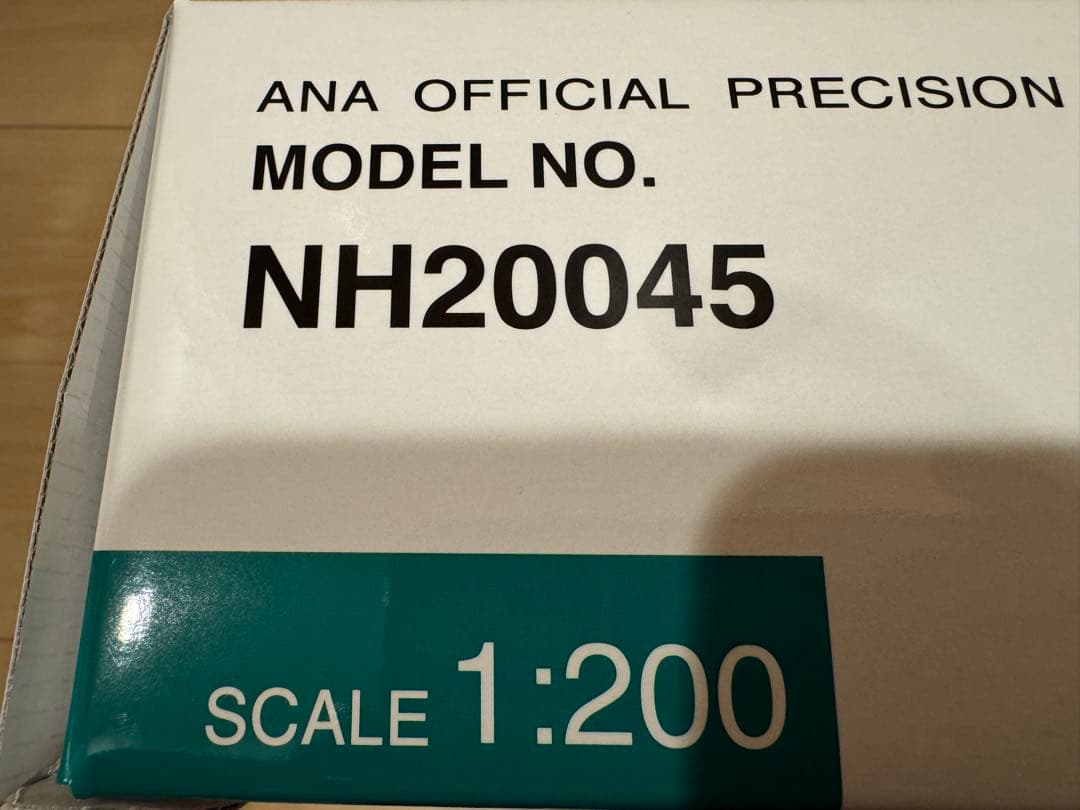 ANA OFFICIAL PRECISION
MODEL NO.
NH20045
SCALE 1:200